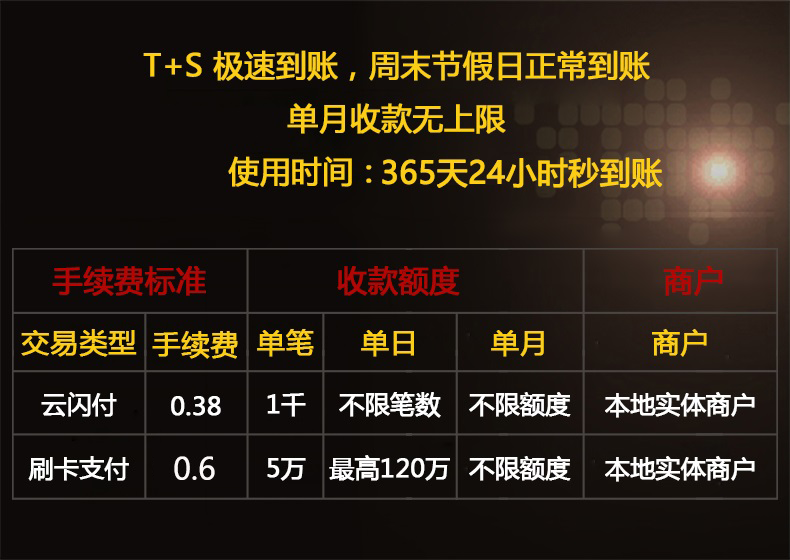 T+S 极速到账，周末节假日正常到账
单月收款无上限
使用时间：365天24小时秒到账
手续费标准 收款额度 商户
交易类型 手续费 单笔 单日 单月 商户
云闪付 0.38 1千 不限笔数 不限额度 本地实体商户
刷卡支付 0.6 5万 最高120万 不限额度 本地实体商户